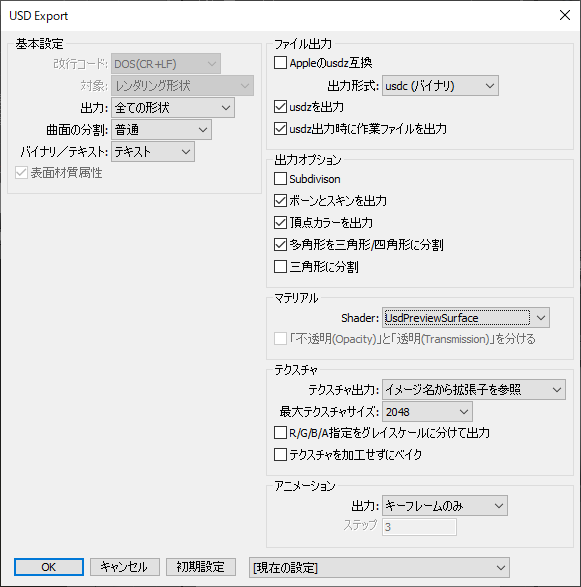 USD Export
基本設定
改行コード: DOS(CR+LF)
対象: レンダリング形状
出力: 全ての形状
曲面の分割: 普通
バイナリ／テキスト: テキスト
表面材質属性
ファイル出力
Appleのusdz互換
出力形式: usdc (バイナリ)
usdzを出力
usdz出力時に作業ファイルを出力
出力オプション
Subdivison
ボーンとスキンを出力
頂点カラーを出力
多角形を三角形/四角形に分割
三角形に分割
マテリアル
Shader: UsdPreviewSurface
「不透明(Opacity)」と「透明(Transmission)」を分ける
テクスチャ
テクスチャ出力: イメージ名から拡張子を参照
最大テクスチャサイズ: 2048
R/G/B/A指定をグレイスケールに分けて出力
テクスチャを加工せずにベイク
アニメーション
出力: キーフレームのみ
ステップ 3
OK キャンセル 初期設定 [現在の設定]